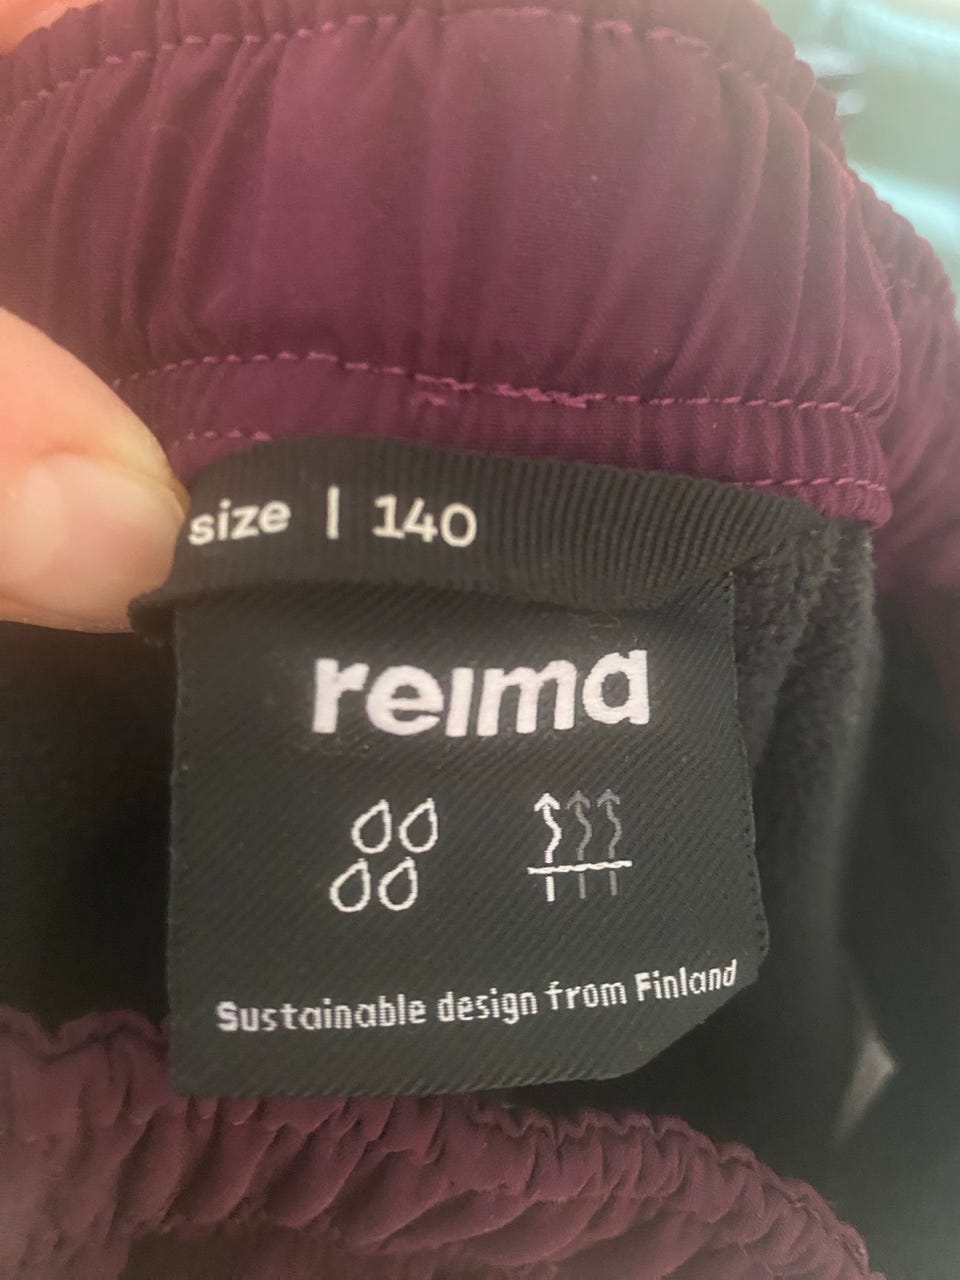 size | 140
reima
Sustainable design from Finland